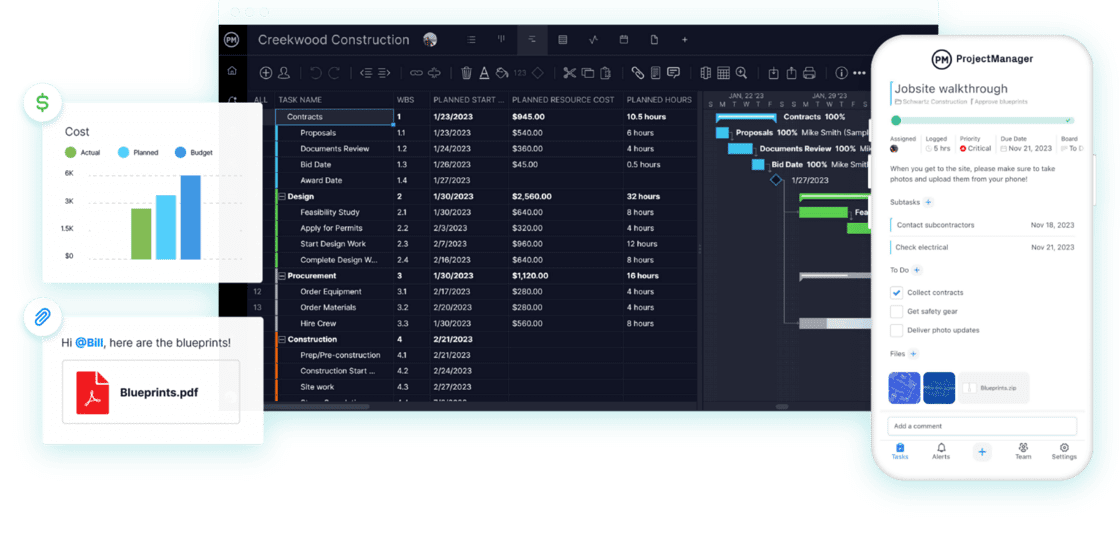 PM
Creekwood Construction
123
ALL TASK NAME WBS PLANNED START ... PLANNED RESOURCE COST PLANNED HOURS
Contracts 1 1/23/2023 $945.00 10.5 hours
Proposals 1.1 1/23/2023 $540.00 6 hours
Documents Review 1.2 1/24/2023 $360.00 4 hours
Bid Date 1.3 1/26/2023 $45.00 0.5 hours
Award Date 1.4 1/27/2023
Design 2 1/30/2023 $2,560.00 32 hours
Feasibility Study 2.1 1/30/2023 $640.00 8 hours
Apply for Permits 2.2 2/3/2023 $320.00 4 hours
Start Design Work 2.3 2/7/2023 $960.00 12 hours
Complete Design W... 2.4 2/16/2023 $640.00 8 hours
Procurement 3 1/30/2023 $1,120.00 16 hours
12 Order Equipment 3.1 2/17/2023 $280.00 4 hours
13 Order Materials 3.2 2/20/2023 $280.00 4 hours
Hire Crew 3.3 1/30/2023 $560.00 8 hours
Construction 4 2/21/2023
Prep/Pre-construction 4.1 2/21/2023
Construction Start ... 4.2 2/24/2023
Site work 4.3 2/27/2023
JAN, 22 '23 JAN, 29 '23
S M T W T F S S M T W T F S
Contracts 100%
Proposals 100% Mike Smith (Sampl
Documents Review 100% Mi
Bid Date 100% Mike Smith
1/27/2023
Fea
$
Cost
Actual Planned Budget
6K
3K
1.5K
$0
Hi @Bill, here are the blueprints!
Blueprints.pdf
PM ProjectManager
Jobsite walkthrough
Schwartz Construction Approve blueprints
Assigned Logged Priority Due Date Board
5 hrs Critical Nov 21, 2023 To D
When you get to the site, please make sure to take
photos and upload them from your phone!
Subtasks +
Contact subcontractors Nov 18, 2023
Check electrical Nov 21, 2023
To Do +
Collect contracts
Get safety gear
Deliver photo updates
Files +
Blueprints.zip
Add a comment
Tasks Alerts + Team Settings